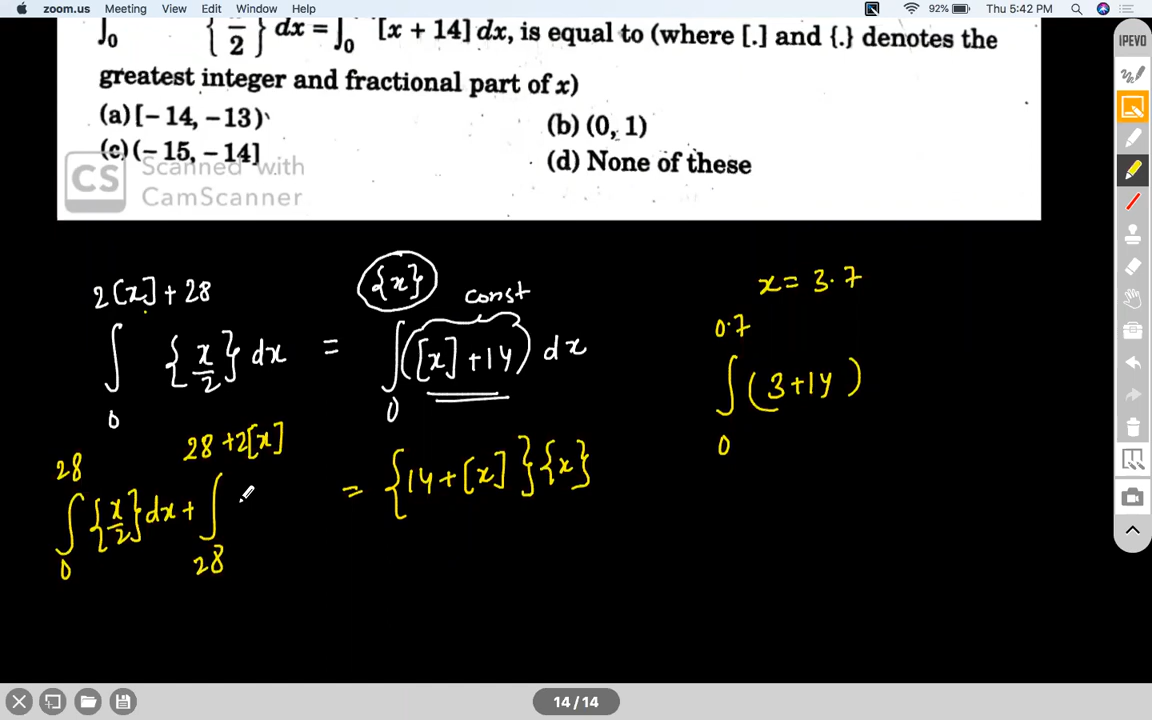 zoom.us Meeting View Edit Window Help 92% Thu 5:42 PM
∫₀ {x/2} dx = ∫₀ [x + 14] dx, is equal to (where [.] and {.} denotes the
greatest integer and fractional part of x)
(a) [– 14, –13) (b) (0, 1)
(c) (– 15, – 14] (d) None of these
CS Scanned with
CamScanner
IPEVO
2[x] + 28 {x} const x = 3.7
∫ {x/2} dx = ∫ ([x] + 14) dx
0 0
0.7
∫ (3+14)
0
28 28 + 2[x]
∫ {x/2} dx + ∫ = {14 + [x]} {x}
0 28
14 / 14